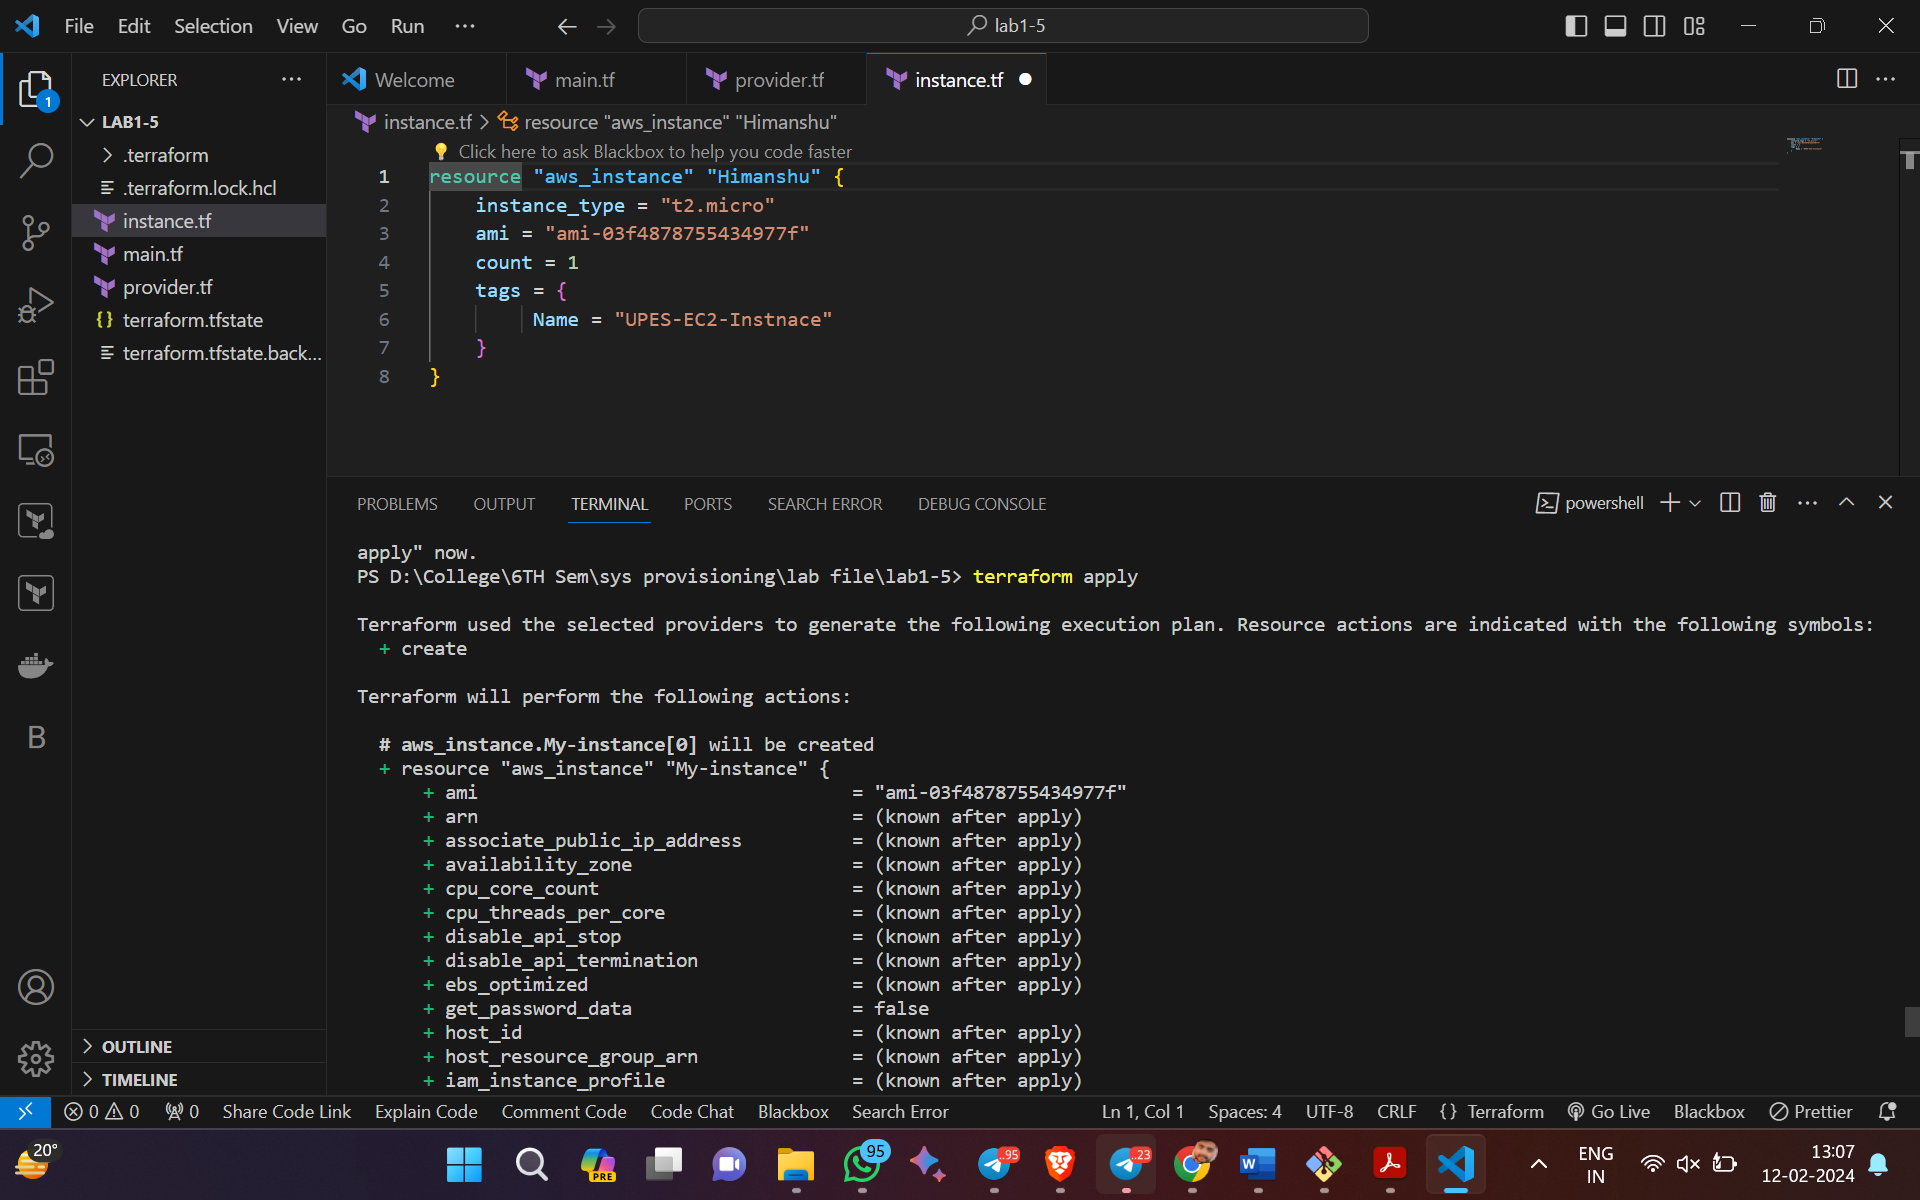 File Edit Selection View Go Run ...
lab1-5
1
EXPLORER
Welcome
main.tf
provider.tf
instance.tf
LAB1-5
.terraform
.terraform.lock.hcl
instance.tf
main.tf
provider.tf
terraform.tfstate
terraform.tfstate.back...
instance.tf > resource "aws_instance" "Himanshu"
Click here to ask Blackbox to help you code faster
1 resource "aws_instance" "Himanshu" {
2 instance_type = "t2.micro"
3 ami = "ami-03f4878755434977f"
4 count = 1
5 tags = {
6 Name = "UPES-EC2-Instnace"
7 }
8 }
PROBLEMS OUTPUT TERMINAL PORTS SEARCH ERROR DEBUG CONSOLE
powershell
apply" now.
PS D:\College\6TH Sem\sys provisioning\lab file\lab1-5> terraform apply
Terraform used the selected providers to generate the following execution plan. Resource actions are indicated with the following symbols:
+ create
Terraform will perform the following actions:
# aws_instance.My-instance[0] will be created
+ resource "aws_instance" "My-instance" {
+ ami = "ami-03f4878755434977f"
+ arn = (known after apply)
+ associate_public_ip_address = (known after apply)
+ availability_zone = (known after apply)
+ cpu_core_count = (known after apply)
+ cpu_threads_per_core = (known after apply)
+ disable_api_stop = (known after apply)
+ disable_api_termination = (known after apply)
+ ebs_optimized = (known after apply)
+ get_password_data = false
+ host_id = (known after apply)
+ host_resource_group_arn = (known after apply)
+ iam_instance_profile = (known after apply)
B
OUTLINE
TIMELINE
0 0 0 Share Code Link Explain Code Comment Code Code Chat Blackbox Search Error
Ln 1, Col 1 Spaces: 4 UTF-8 CRLF {} Terraform Go Live Blackbox Prettier
20°
PRE
95
..95
..23
ENG
IN
13:07
12-02-2024